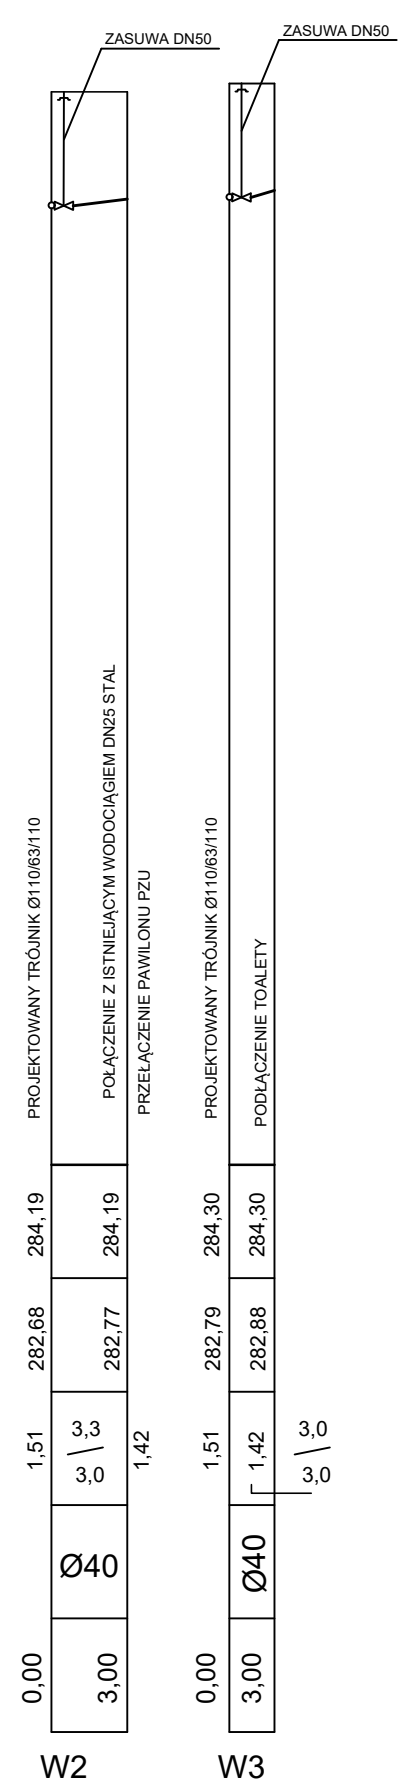 ZASUWA DN50
ZASUWA DN50
PROJEKTOWANY TRÓJNIK Ø110/63/110
POŁĄCZENIE Z ISTNIEJĄCYM WODOCIĄGIEM DN25 STAL
PRZEŁĄCZENIE PAWILONU PZU
PROJEKTOWANY TRÓJNIK Ø110/63/110
PODŁĄCZENIE TOALETY
284,19
284,19
284,30
284,30
282,68
282,77
282,79
282,88
1,51
3,3
3,0
1,42
1,51
1,42
3,0
3,0
Ø40
Ø40
0,00
3,00
0,00
3,00
W2
W3